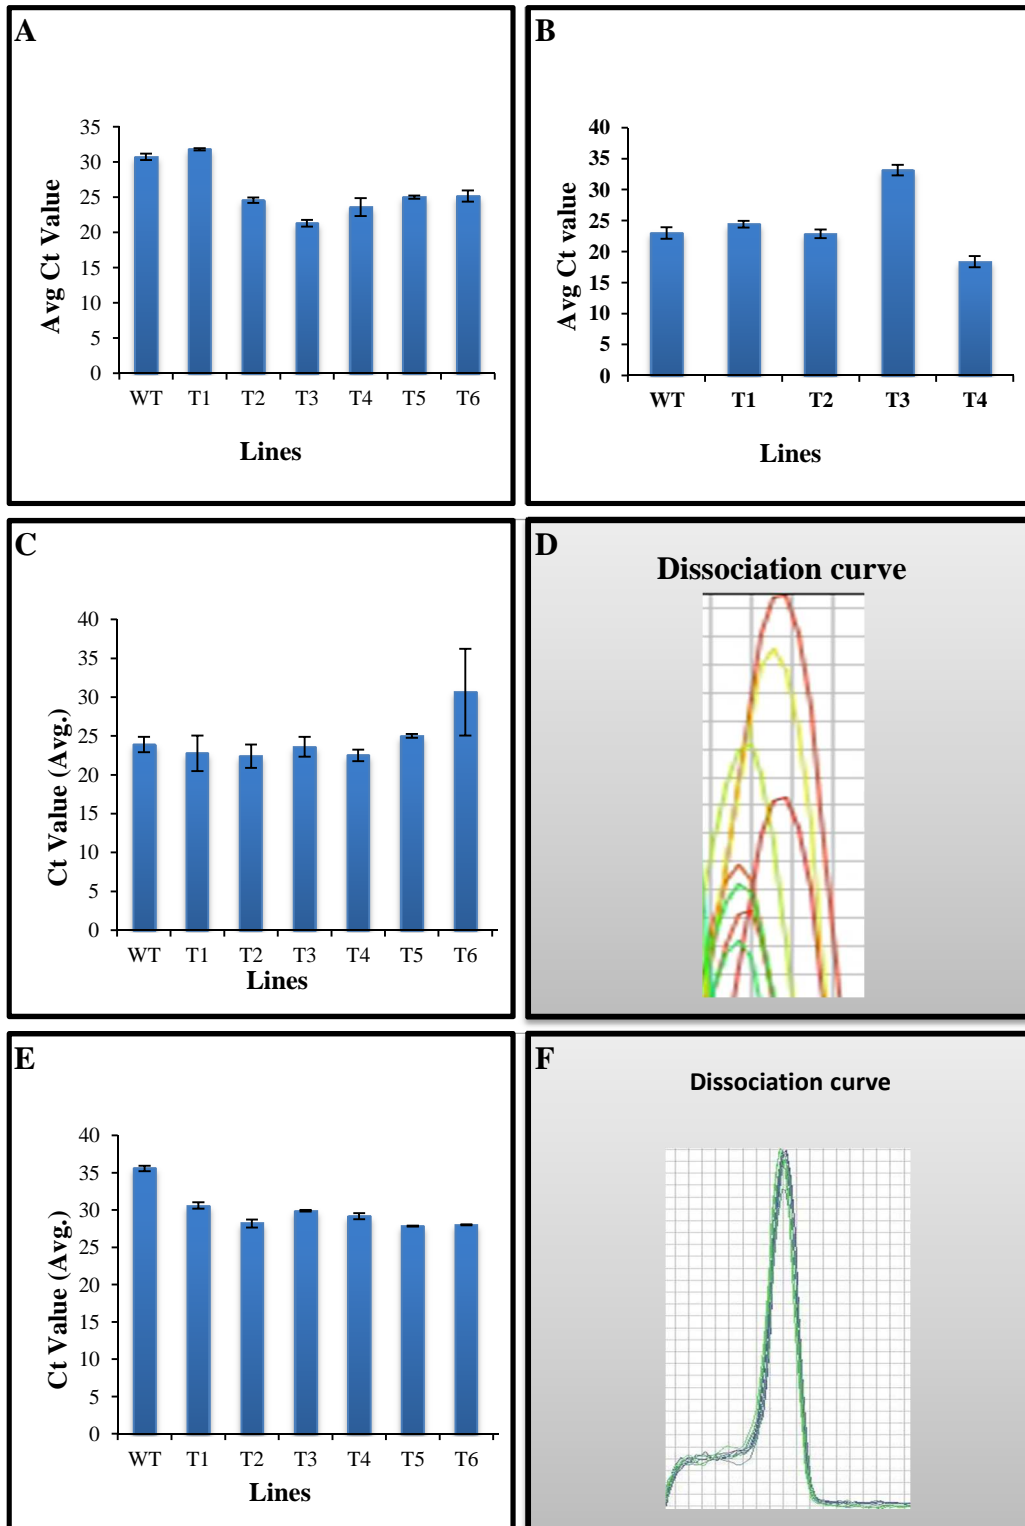 A
35
30
25
20
15
10
5
0
Avg Ct Value
WT T1 T2 T3 T4 T5 T6
Lines
B
40
35
30
25
20
15
10
5
0
Avg Ct value
WT T1 T2 T3 T4
Lines
C
40
35
30
25
20
15
10
5
0
Ct Value (Avg.)
WT T1 T2 T3 T4 T5 T6
Lines
D
Dissociation curve
E
40
35
30
25
20
15
10
5
0
Ct Value (Avg.)
WT T1 T2 T3 T4 T5 T6
Lines
F
Dissociation curve